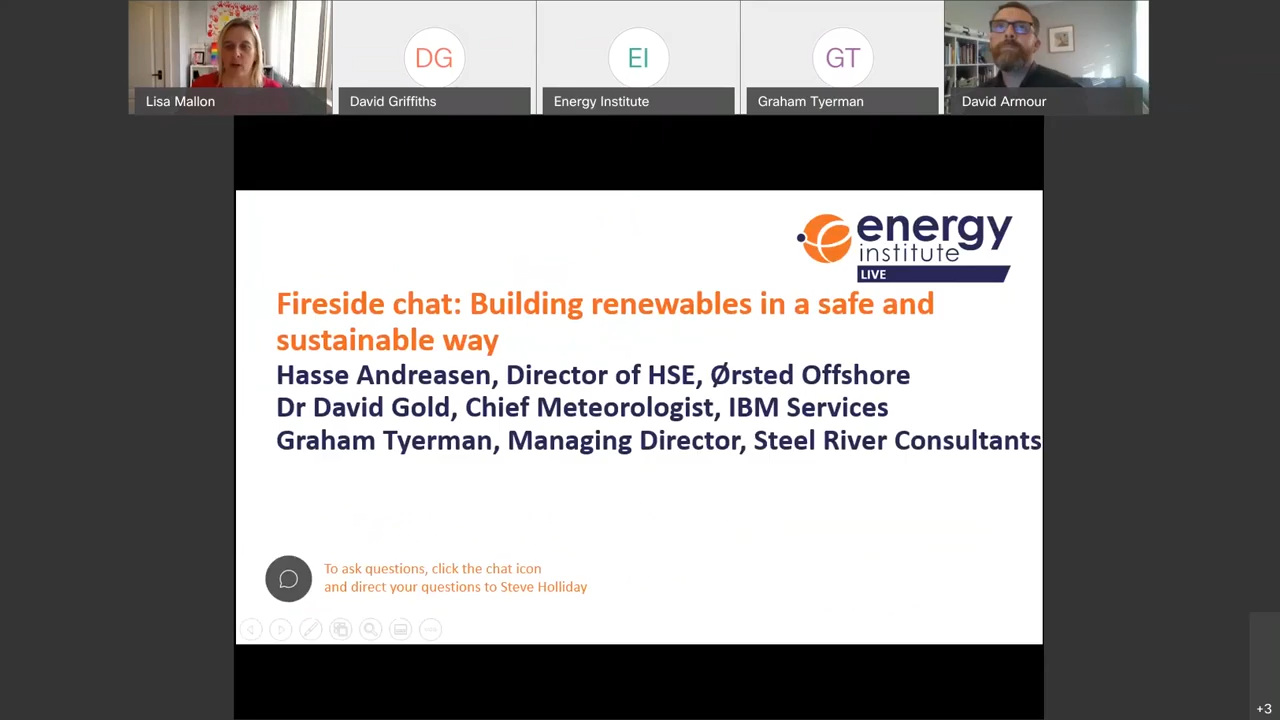 DG
EI
GT
Lisa Mallon
David Griffiths
Energy Institute
Graham Tyerman
David Armour
energy
institute
LIVE
Fireside chat: Building renewables in a safe and
sustainable way
Hasse Andreasen, Director of HSE, Ørsted Offshore
Dr David Gold, Chief Meteorologist, IBM Services
Graham Tyerman, Managing Director, Steel River Consultants
To ask questions, click the chat icon
and direct your questions to Steve Holliday
+3